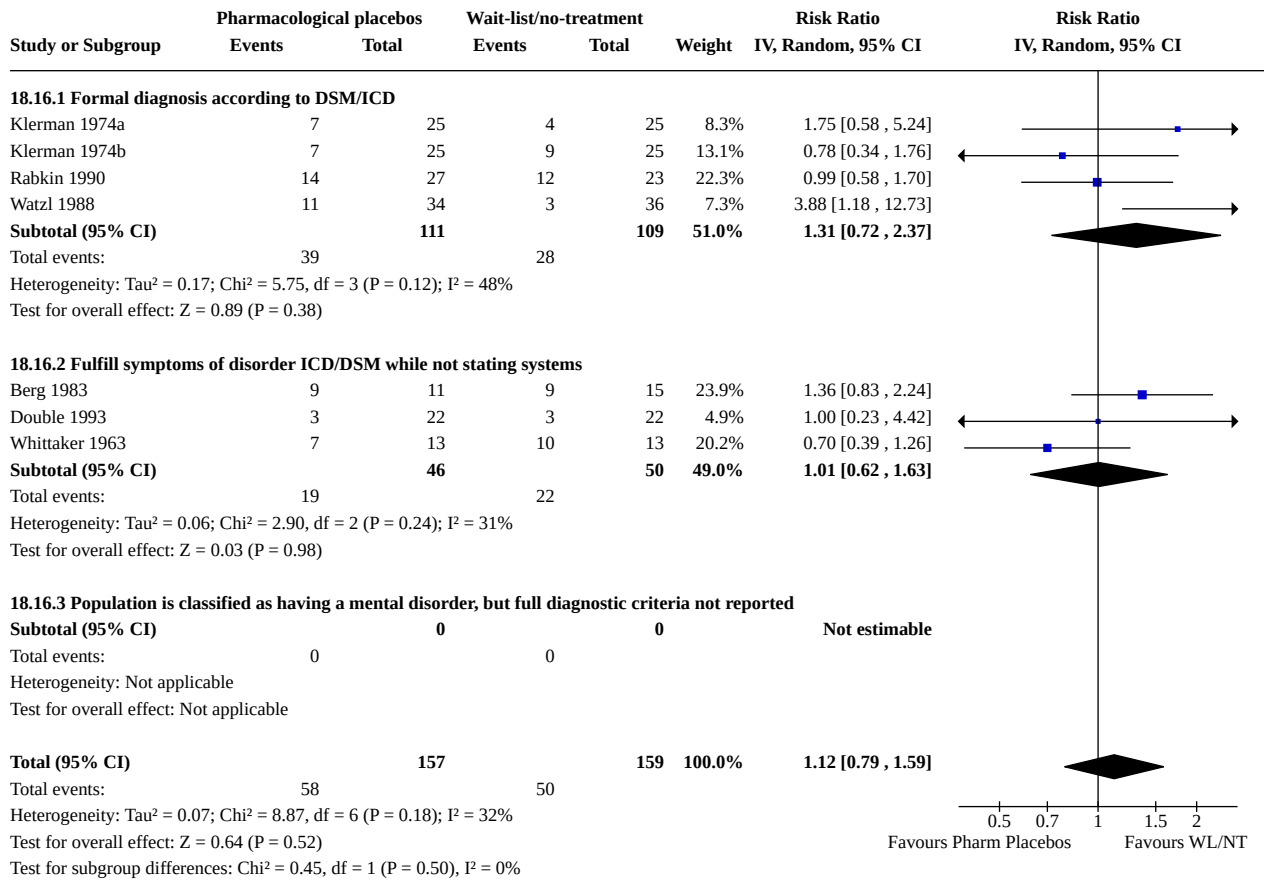 Pharmacological placebos Wait-list/no-treatment Risk Ratio Risk Ratio
Study or Subgroup Events Total Events Total Weight IV, Random, 95% CI IV, Random, 95% CI
18.16.1 Formal diagnosis according to DSM/ICD
Klerman 1974a 7 25 4 25 8.3% 1.75 [0.58 , 5.24]
Klerman 1974b 7 25 9 25 13.1% 0.78 [0.34 , 1.76]
Rabkin 1990 14 27 12 23 22.3% 0.99 [0.58 , 1.70]
Watzl 1988 11 34 3 36 7.3% 3.88 [1.18 , 12.73]
Subtotal (95% CI) 111 109 51.0% 1.31 [0.72 , 2.37]
Total events: 39 28
Heterogeneity: Tau² = 0.17; Chi² = 5.75, df = 3 (P = 0.12); I² = 48%
Test for overall effect: Z = 0.89 (P = 0.38)
18.16.2 Fulfill symptoms of disorder ICD/DSM while not stating systems
Berg 1983 9 11 9 15 23.9% 1.36 [0.83 , 2.24]
Double 1993 3 22 3 22 4.9% 1.00 [0.23 , 4.42]
Whittaker 1963 7 13 10 13 20.2% 0.70 [0.39 , 1.26]
Subtotal (95% CI) 46 50 49.0% 1.01 [0.62 , 1.63]
Total events: 19 22
Heterogeneity: Tau² = 0.06; Chi² = 2.90, df = 2 (P = 0.24); I² = 31%
Test for overall effect: Z = 0.03 (P = 0.98)
18.16.3 Population is classified as having a mental disorder, but full diagnostic criteria not reported
Subtotal (95% CI) 0 0 Not estimable
Total events: 0 0
Heterogeneity: Not applicable
Test for overall effect: Not applicable
Total (95% CI) 157 159 100.0% 1.12 [0.79 , 1.59]
Total events: 58 50
Heterogeneity: Tau² = 0.07; Chi² = 8.87, df = 6 (P = 0.18); I² = 32%
0.5 0.7 1 1.5 2
Test for overall effect: Z = 0.64 (P = 0.52) Favours Pharm Placebos Favours WL/NT
Test for subgroup differences: Chi² = 0.45, df = 1 (P = 0.50), I² = 0%